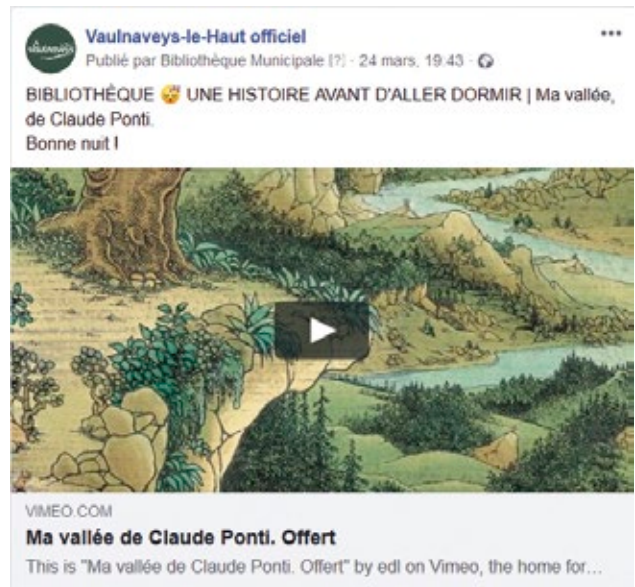 vaulnaveys
Vaulnaveys-le-Haut officiel
Publié par Bibliothèque Municipale [?] · 24 mars, 19:43 ·
BIBLIOTHÈQUE 😴 UNE HISTOIRE AVANT D'ALLER DORMIR | Ma vallée,
de Claude Ponti.
Bonne nuit !
VIMEO.COM
Ma vallée de Claude Ponti. Offert
This is "Ma vallée de Claude Ponti. Offert" by edl on Vimeo, the home for...